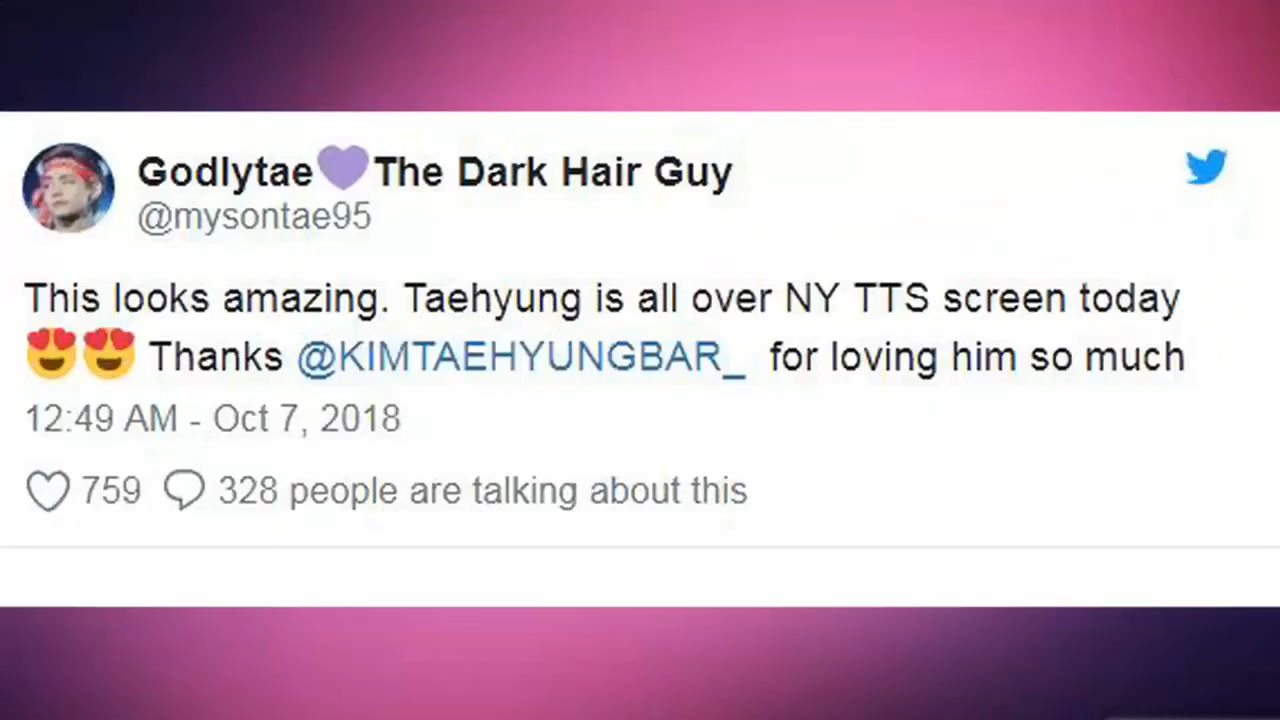 Godlytae💜The Dark Hair Guy
@mysontae95
This looks amazing. Taehyung is all over NY TTS screen today
😍😍 Thanks @KIMTAEHYUNGBAR_ for loving him so much
12:49 AM - Oct 7, 2018
759 328 people are talking about this